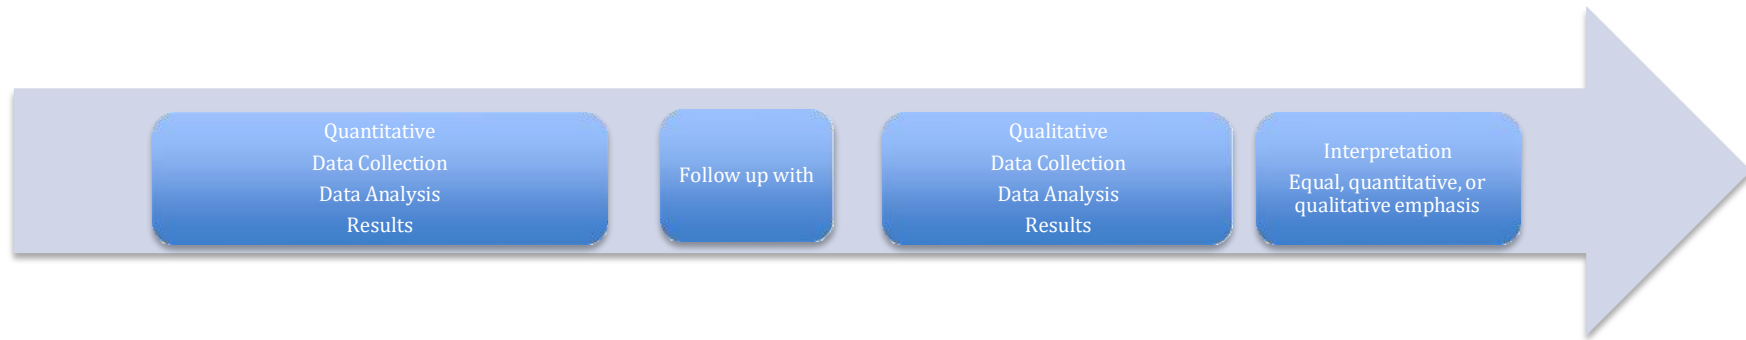 Quantitative
Data Collection
Data Analysis
Results
Follow up with
Qualitative
Data Collection
Data Analysis
Results
Interpretation
Equal, quantitative, or
qualitative emphasis